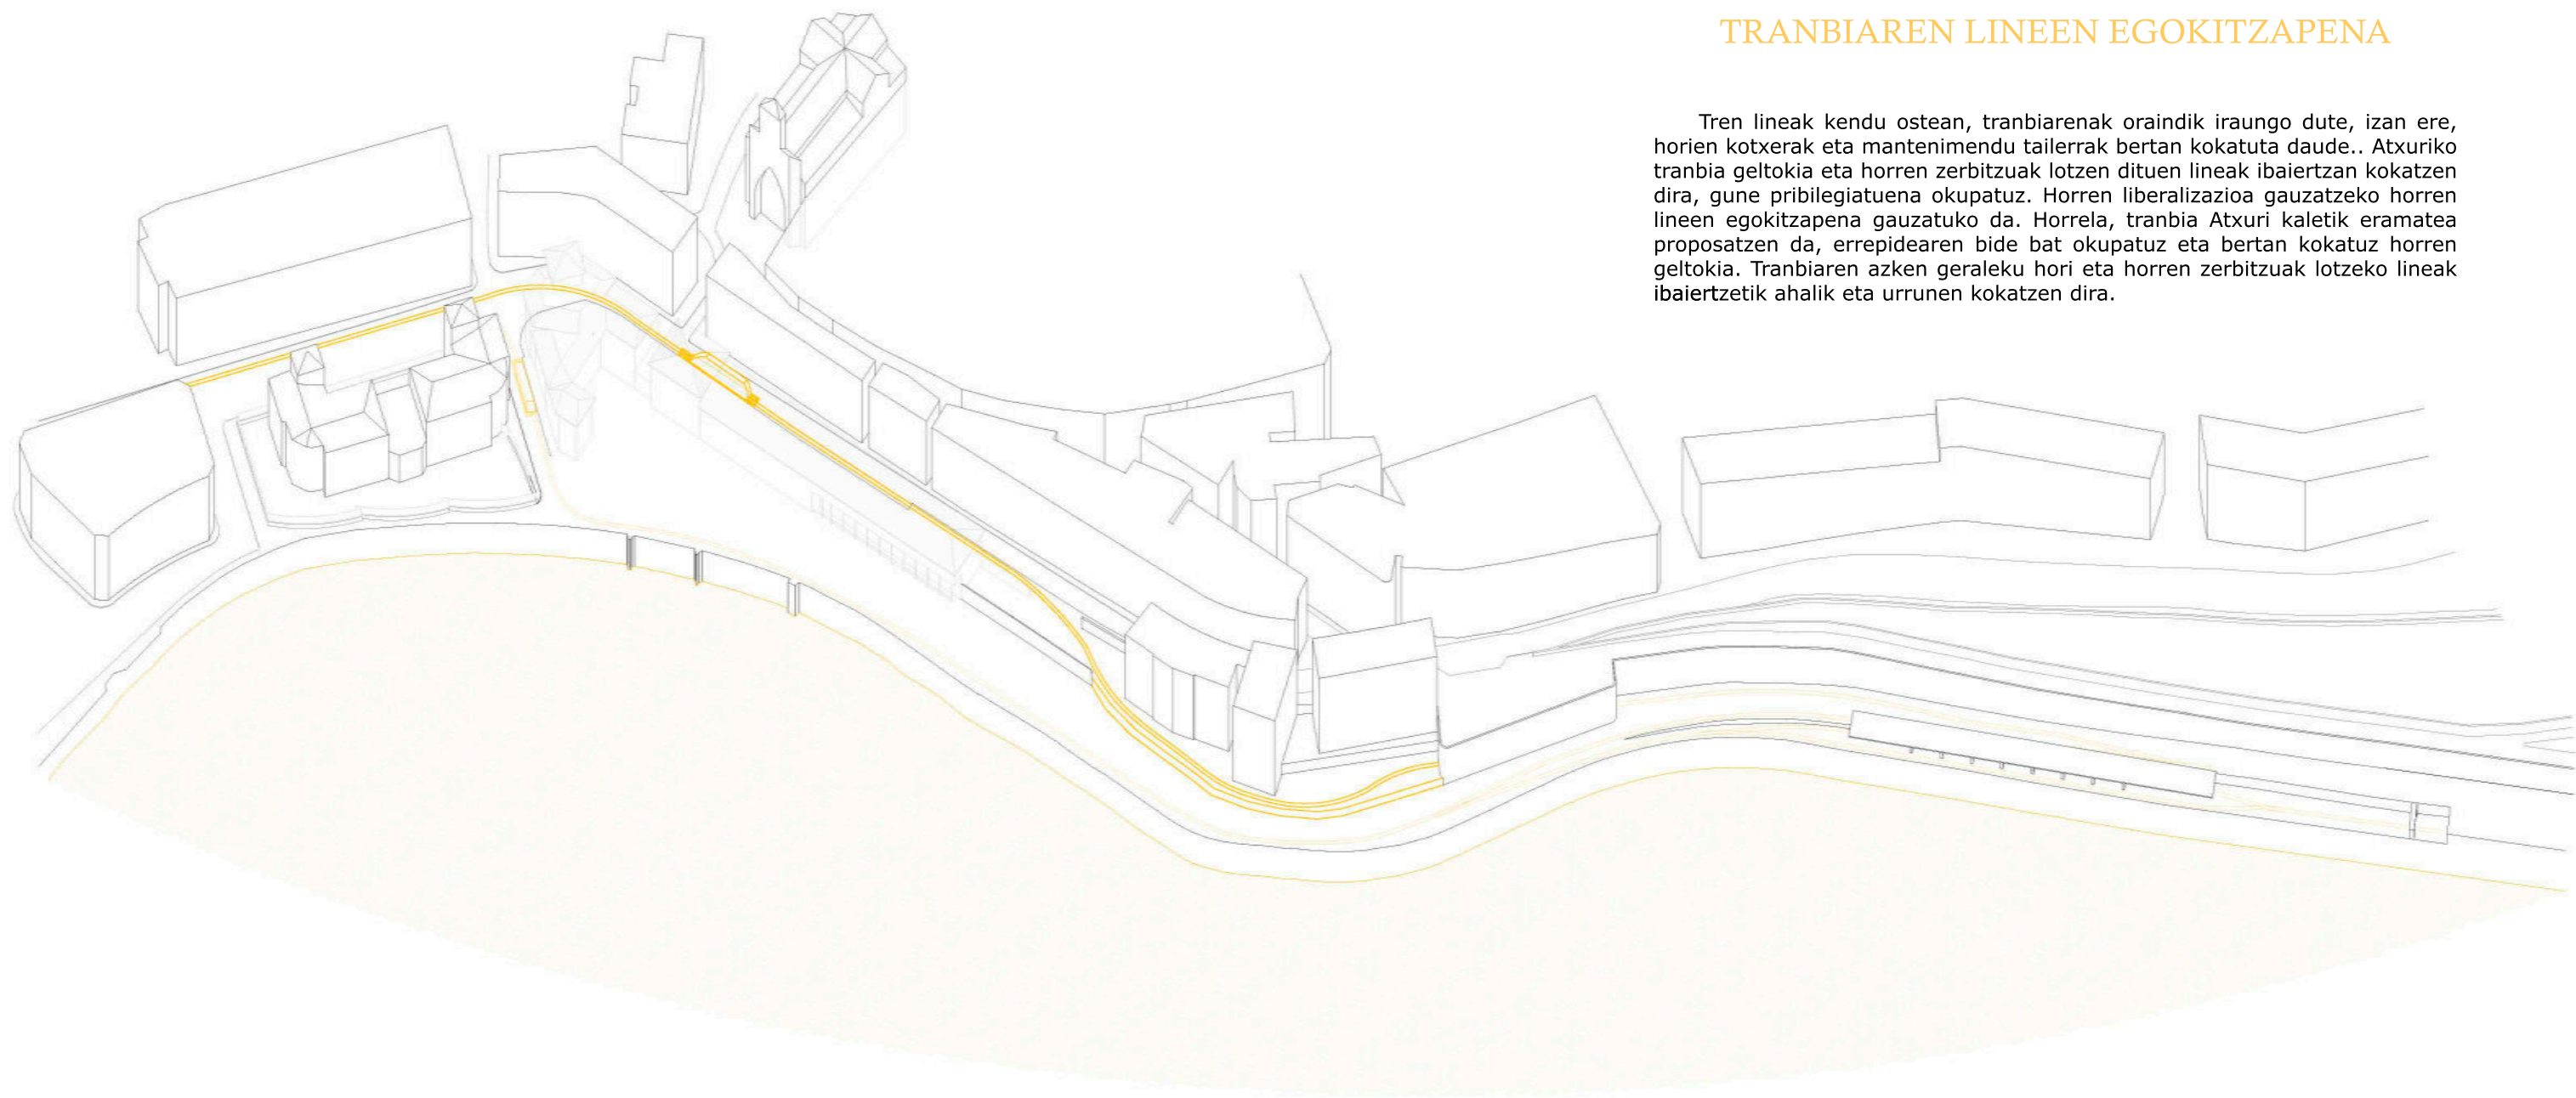 TRANBIAREN LINEEN EGOKITZAPENA
Tren lineak kendu ostean, tranbiarenak oraindik iraungo dute, izan ere,
horien kotxerak eta mantenimendu tailerrak bertan kokatuta daude.. Atxuriko
tranbia geltokia eta horren zerbitzuak lotzen dituen lineak ibaiertzan kokatzen
dira, gune pribilegiatuena okupatuz. Horren liberalizazioa gauzatzeko horren
lineen egokitzapena gauzatuko da. Horrela, tranbia Atxuri kaletik eramatea
proposatzen da, errepidearen bide bat okupatuz eta bertan kokatuz horren
geltokia. Tranbiaren azken geraleku hori eta horren zerbitzuak lotzeko lineak
ibaiertzetik ahalik eta urrunen kokatzen dira.